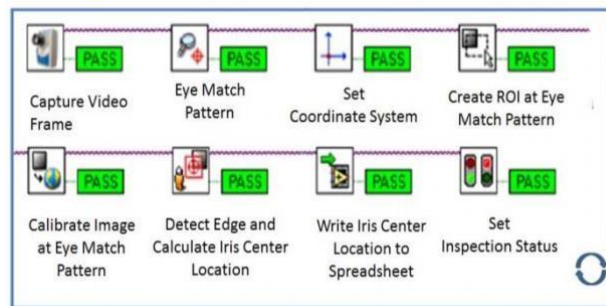 PASS
PASS
PASS
PASS
Capture Video
Frame
Eye Match
Pattern
Set
Coordinate System
Create ROI at Eye
Match Pattern
PASS
PASS
PASS
PASS
Calibrate Image
at Eye Match
Pattern
Detect Edge and
Calculate Iris Center
Location
Write Iris Center
Location to
Spreadsheet
Set
Inspection Status